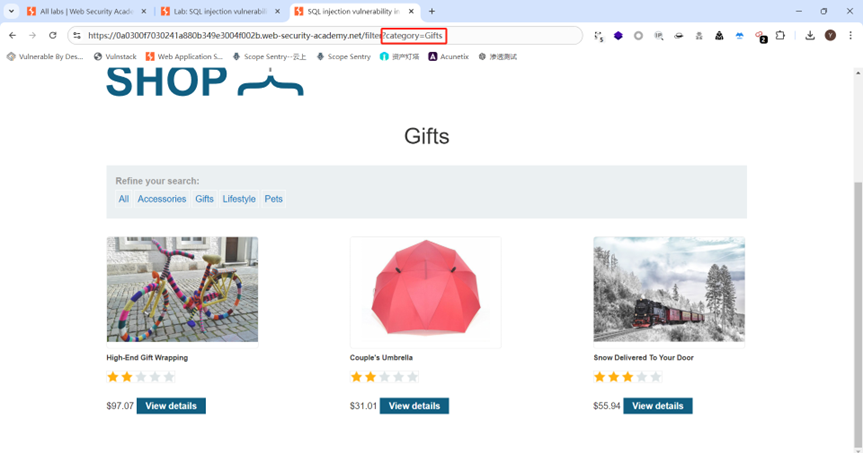 All labs | Web Security Acade
Lab: SQL injection vulnerabili
SQL injection vulnerability in
https://0a0300f7030241a880b349e3004f002b.web-security-academy.net/filter?category=Gifts
Vulnerable By Des...
Vulnstack
Web Application S...
Scope Sentry--云上
Scope Sentry
资产灯塔
Acunetix
渗透测试
SHOP
Gifts
Refine your search:
All Accessories Gifts Lifestyle Pets
High-End Gift Wrapping
Couple's Umbrella
Snow Delivered To Your Door
$97.07 View details
$31.01 View details
$55.94 View details